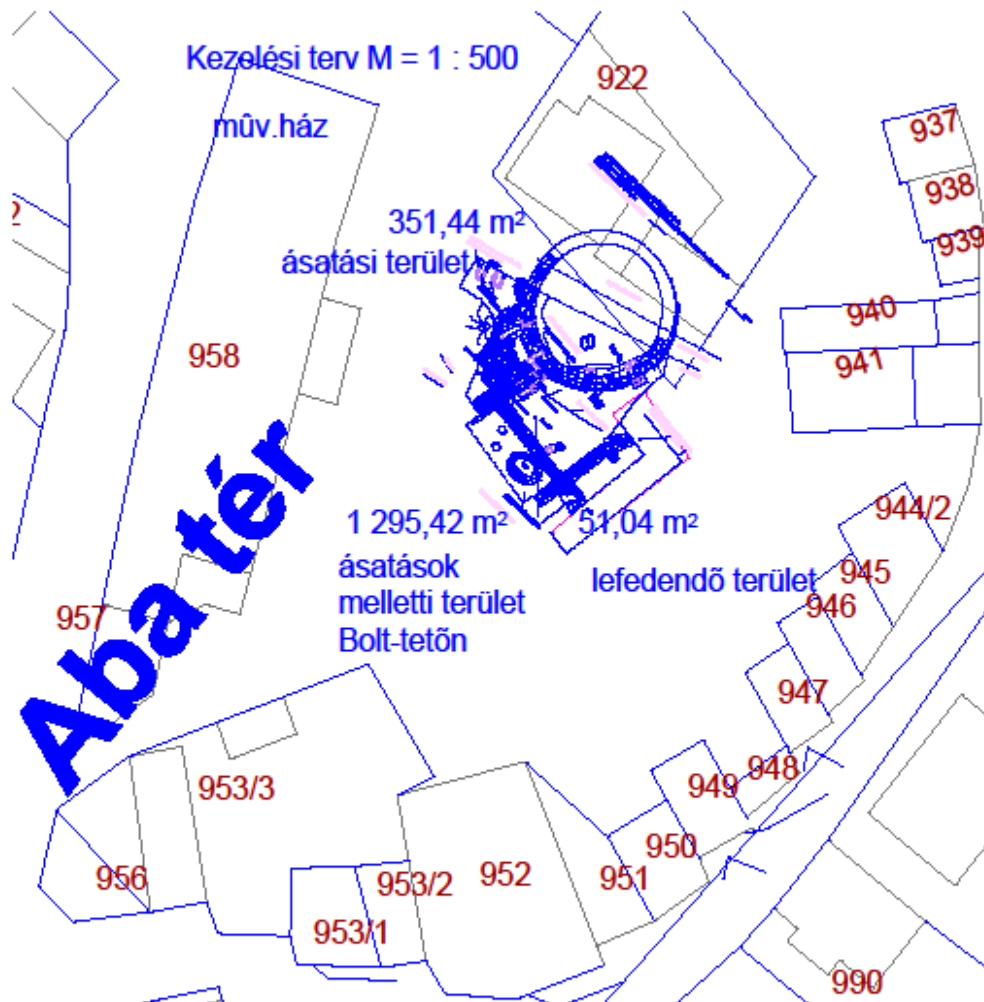 Kezelési terv M = 1 : 500
922
mûv.ház
937
938
939
2
351,44 m²
ásatási terület
940
941
958
Aba tér
1 295,42 m²
51,04 m²
944/2
ásatások
melletti terület
Bolt-tetõn
lefedendõ terület
945
946
957
947
948
949
953/3
950
956
953/2
952
951
953/1
990